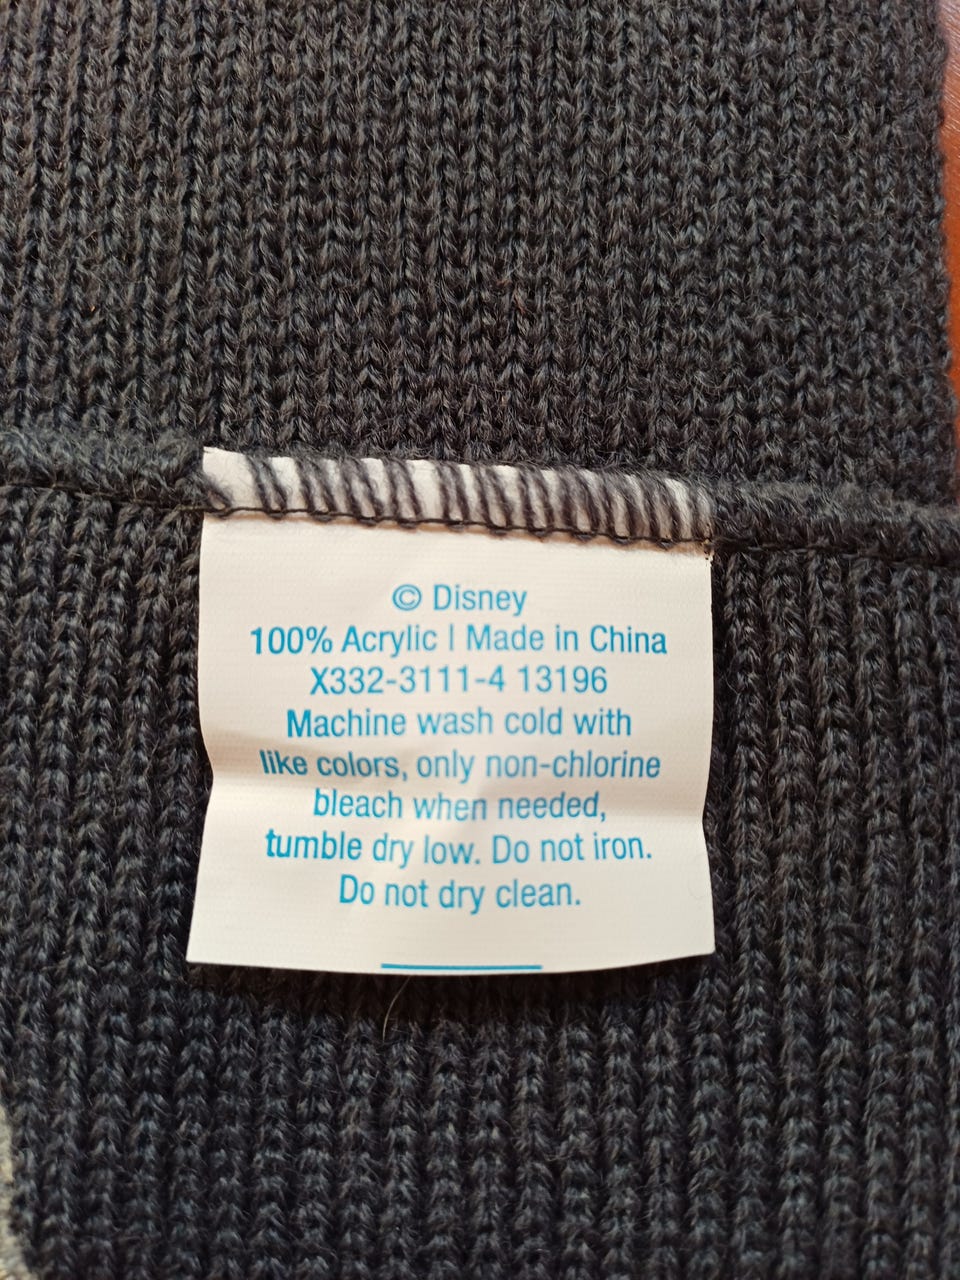 © Disney
100% Acrylic | Made in China
X332-3111-4 13196
Machine wash cold with
like colors, only non-chlorine
bleach when needed,
tumble dry low. Do not iron.
Do not dry clean.